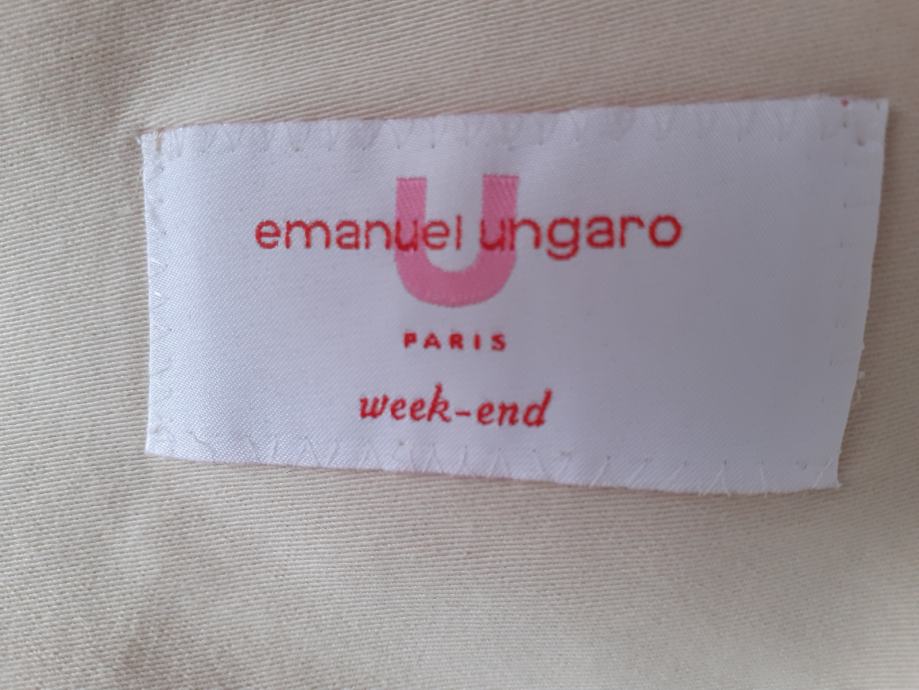 U
emanuel ungaro
PARIS
week-end